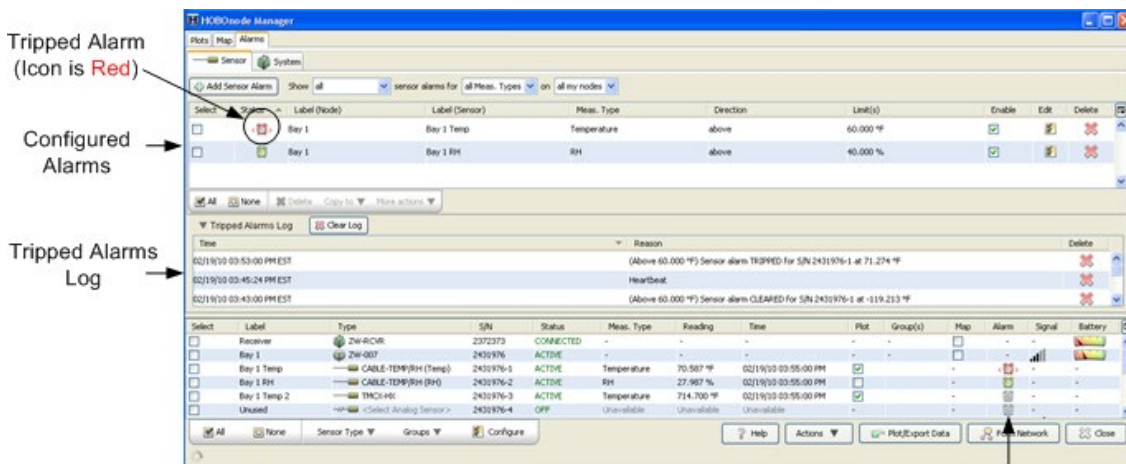 HOBOnode Manager
Plots Map Alarms
Sensor System
Add Sensor Alarm Show all sensor alarms for all Meas. Types on all my nodes
Select Status Label (Node) Label (Sensor) Meas. Type Direction Limit(s) Enable Edit Delete
Bay 1 Bay 1 Temp Temperature above 60.000 °F
Bay 1 Bay 1 RH RH above 40.000 %
All None Delete Copy to More actions
Tripped Alarms Log Clear Log
Time Reason Delete
02/19/10 03:53:00 PM EST (Above 60.000 °F) Sensor alarm TRIPPED for S/N 2431976-1 at 71.274 °F
02/19/10 03:45:24 PM EST Heartbeat
02/19/10 03:43:00 PM EST (Above 60.000 °F) Sensor alarm CLEARED for S/N 2431976-1 at -119.213 °F
Select Label Type S/N Status Meas. Type Reading Time Plot Group(s) Map Alarm Signal Battery
Receiver ZW-RCVR 2372373 CONNECTED - - - - - - -
Bay 1 ZW-007 2431976 ACTIVE - - - - - -
Bay 1 Temp CABLE-TEMP/RH (Temp) 2431976-1 ACTIVE Temperature 70.587 °F 02/19/10 03:55:00 PM - - -
Bay 1 RH CABLE-TEMP/RH (RH) 2431976-2 ACTIVE RH 27.987 % 02/19/10 03:55:00 PM - - -
Bay 1 Temp 2 TMCX-HX 2431976-3 ACTIVE Temperature 714.700 °F 02/19/10 03:55:00 PM - - -
Unused <Select Analog Sensor> 2431976-4 OFF Unavailable Unavailable Unavailable - - - -
All None Sensor Type Groups Configure Help Actions Plot/Export Data Network Close
Tripped Alarm
(Icon is Red)
Configured
Alarms
Tripped Alarms
Log